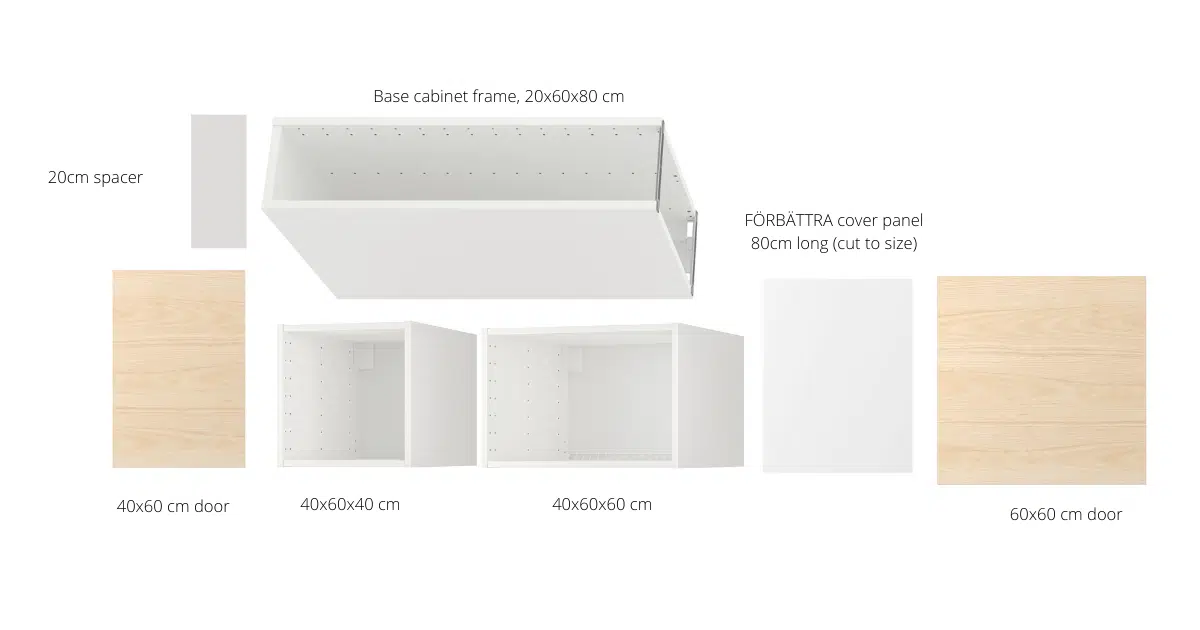 Base cabinet frame, 20x60x80 cm
20cm spacer
FÖRBÄTTRA cover panel
80cm long (cut to size)
40x60 cm door
40x60x40 cm
40x60x60 cm
60x60 cm door